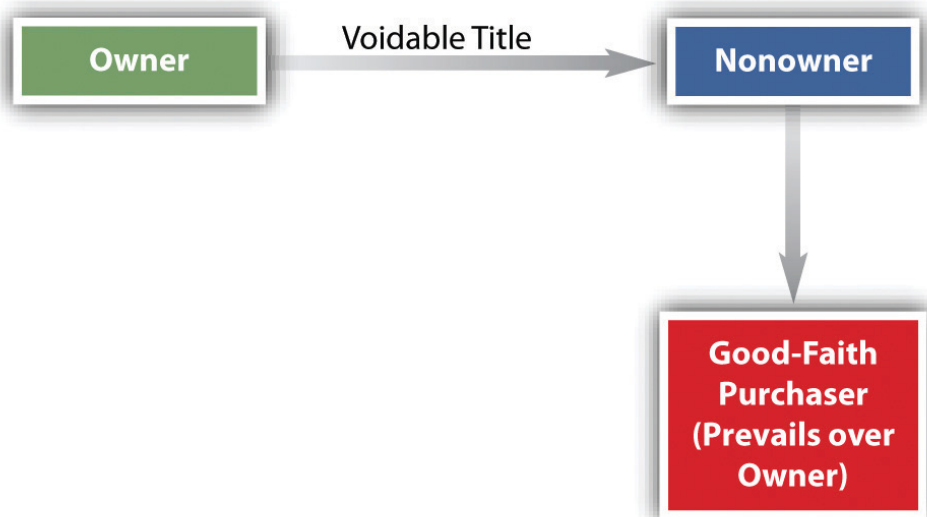 Owner
Voidable Title
Nonowner
Good-Faith
Purchaser
(Prevails over
Owner)